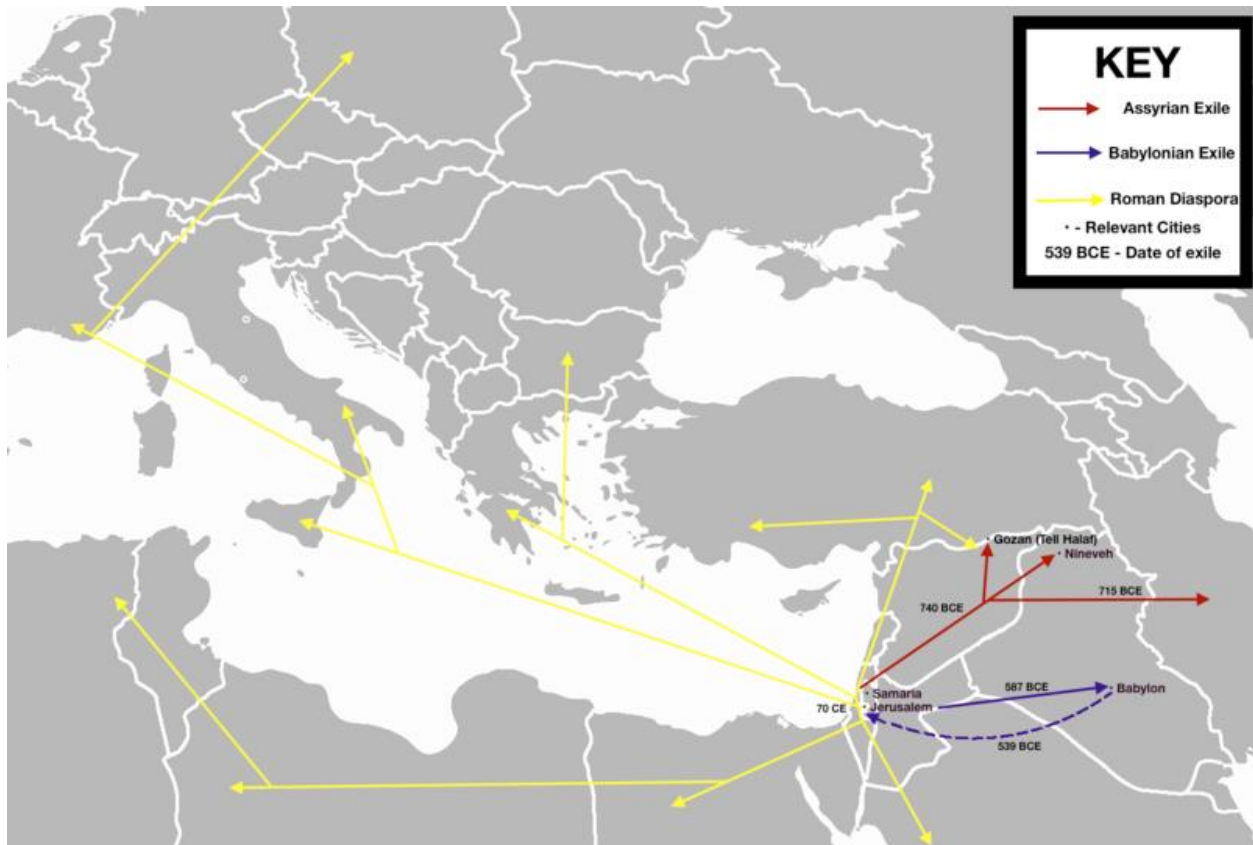 KEY
Assyrian Exile
Babylonian Exile
Roman Diaspora
· - Relevant Cities
539 BCE - Date of exile
· Gozan (Tell Halaf)
· Nineveh
715 BCE
740 BCE
587 BCE
· Babylon
· Samaria
70 CE
· Jerusalem
539 BCE